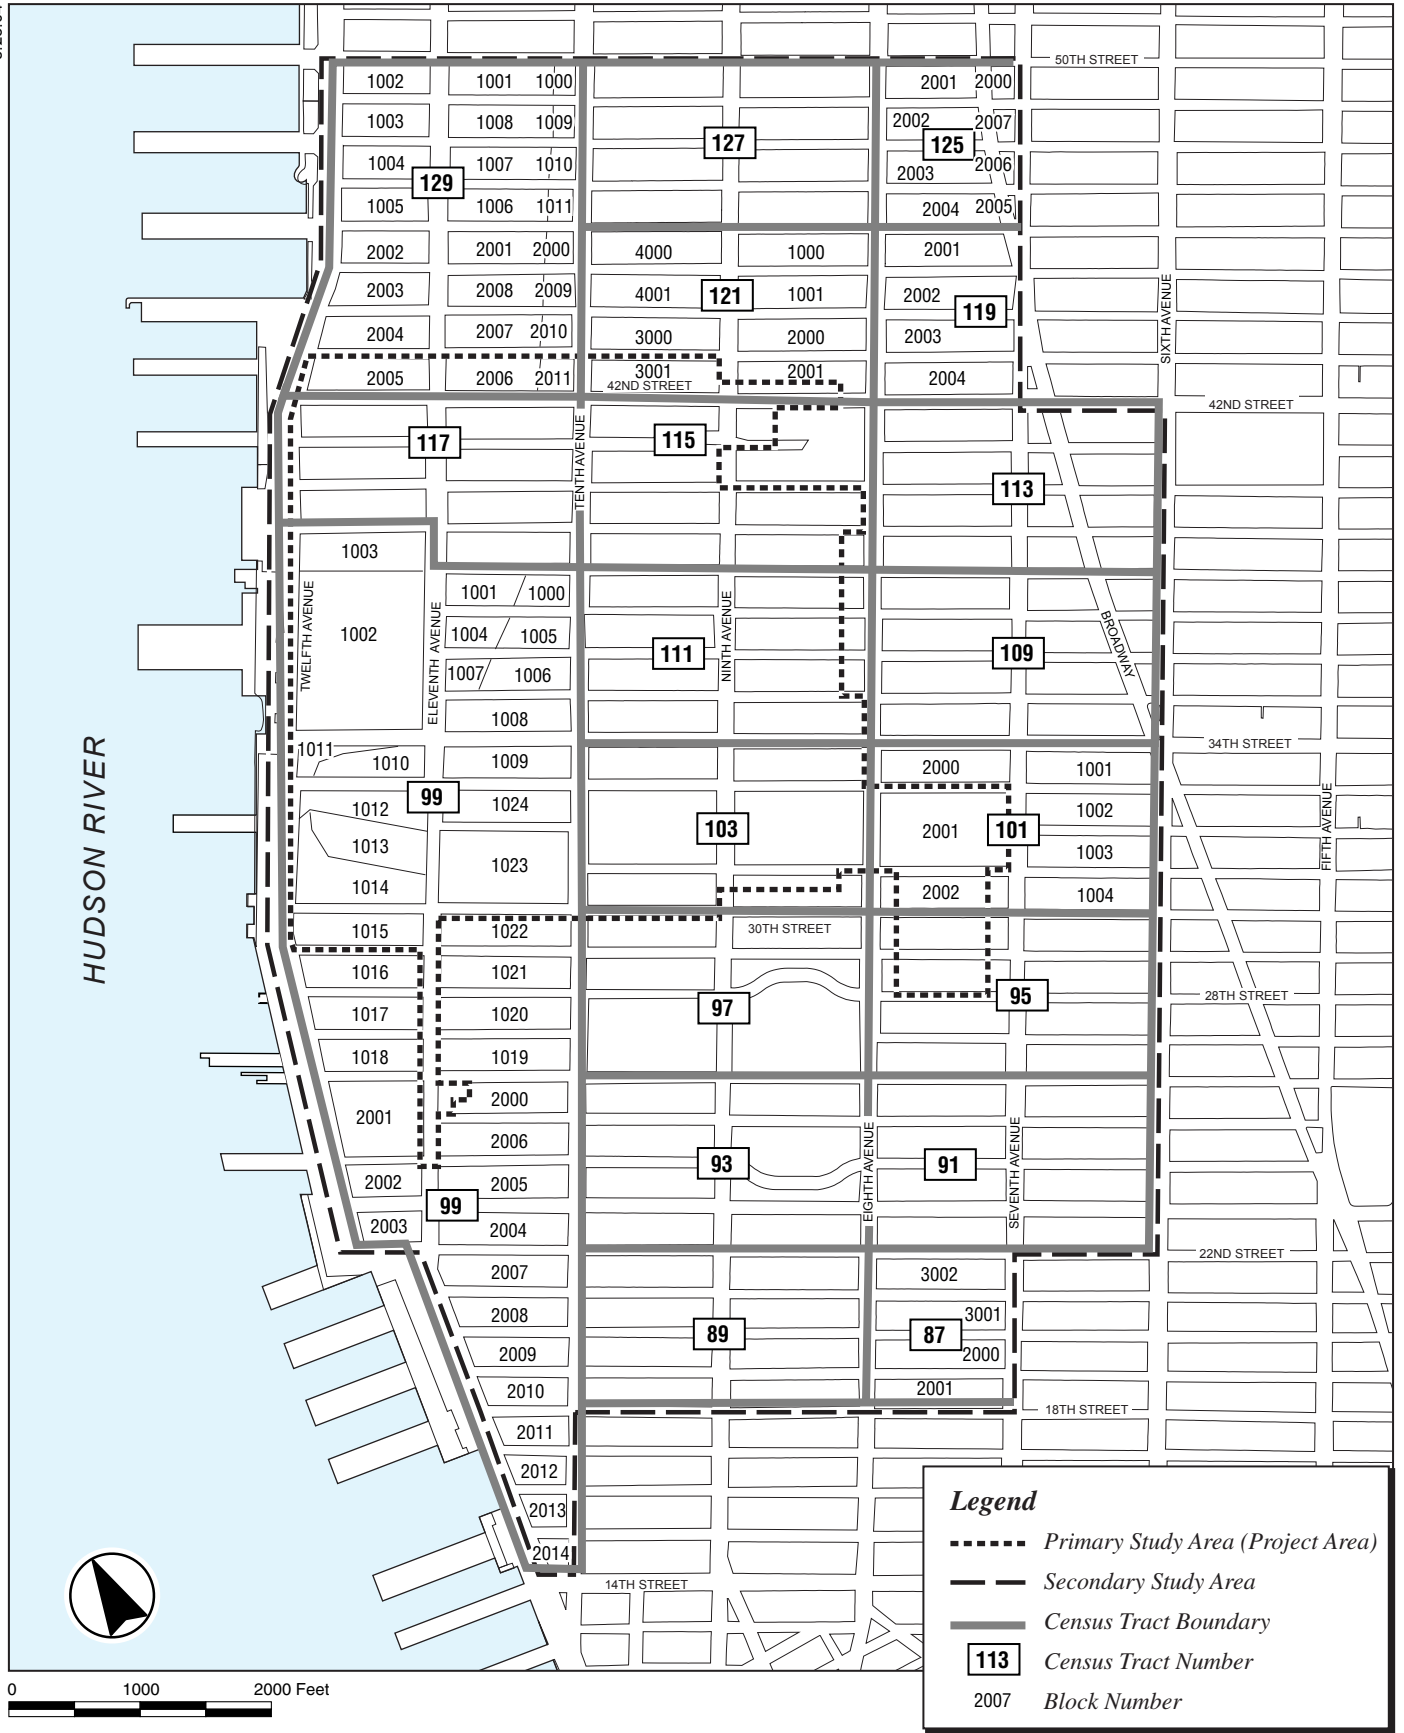 50TH STREET
1002 1001 1000 2001 2000
1003 1008 1009 127 2002 2007
125
1004 1007 1010 2003 2006
129
1005 1006 1011 2004 2005
2002 2001 2000 4000 1000 2001
2003 2008 2009 4001 121 1001 2002 119
2004 2007 2010 3000 2000 2003
SIXTH AVENUE
2005 2006 2011 3001 2001 2004
42ND STREET
42ND STREET
117 115
TENTH AVENUE
113
1003
1001 1000
TWELFTH AVENUE
1002 1004 1005
ELEVENTH AVENUE
111
NINTH AVENUE
109
BROADWAY
1007 1006
1008
34TH STREET
1011 1010 1009 2000 1001
99
1012 1024 1002
103 2001 101
FIFTH AVENUE
1013 1023 1003
1014 2002 1004
HUDSON RIVER
1015 1022 30TH STREET
1016 1021
28TH STREET
97 95
1017 1020
1018 1019
2001 2000
2006
93 91
EIGHTH AVENUE
SEVENTH AVENUE
2002 2005
99
2003 2004
22ND STREET
2007 3002
2008 3001
89 87
2009 2000
2010 2001
18TH STREET
2011
2012
2013
2014
14TH STREET
Legend
Primary Study Area (Project Area)
Secondary Study Area
Census Tract Boundary
113 Census Tract Number
2007 Block Number
0 1000 2000 Feet